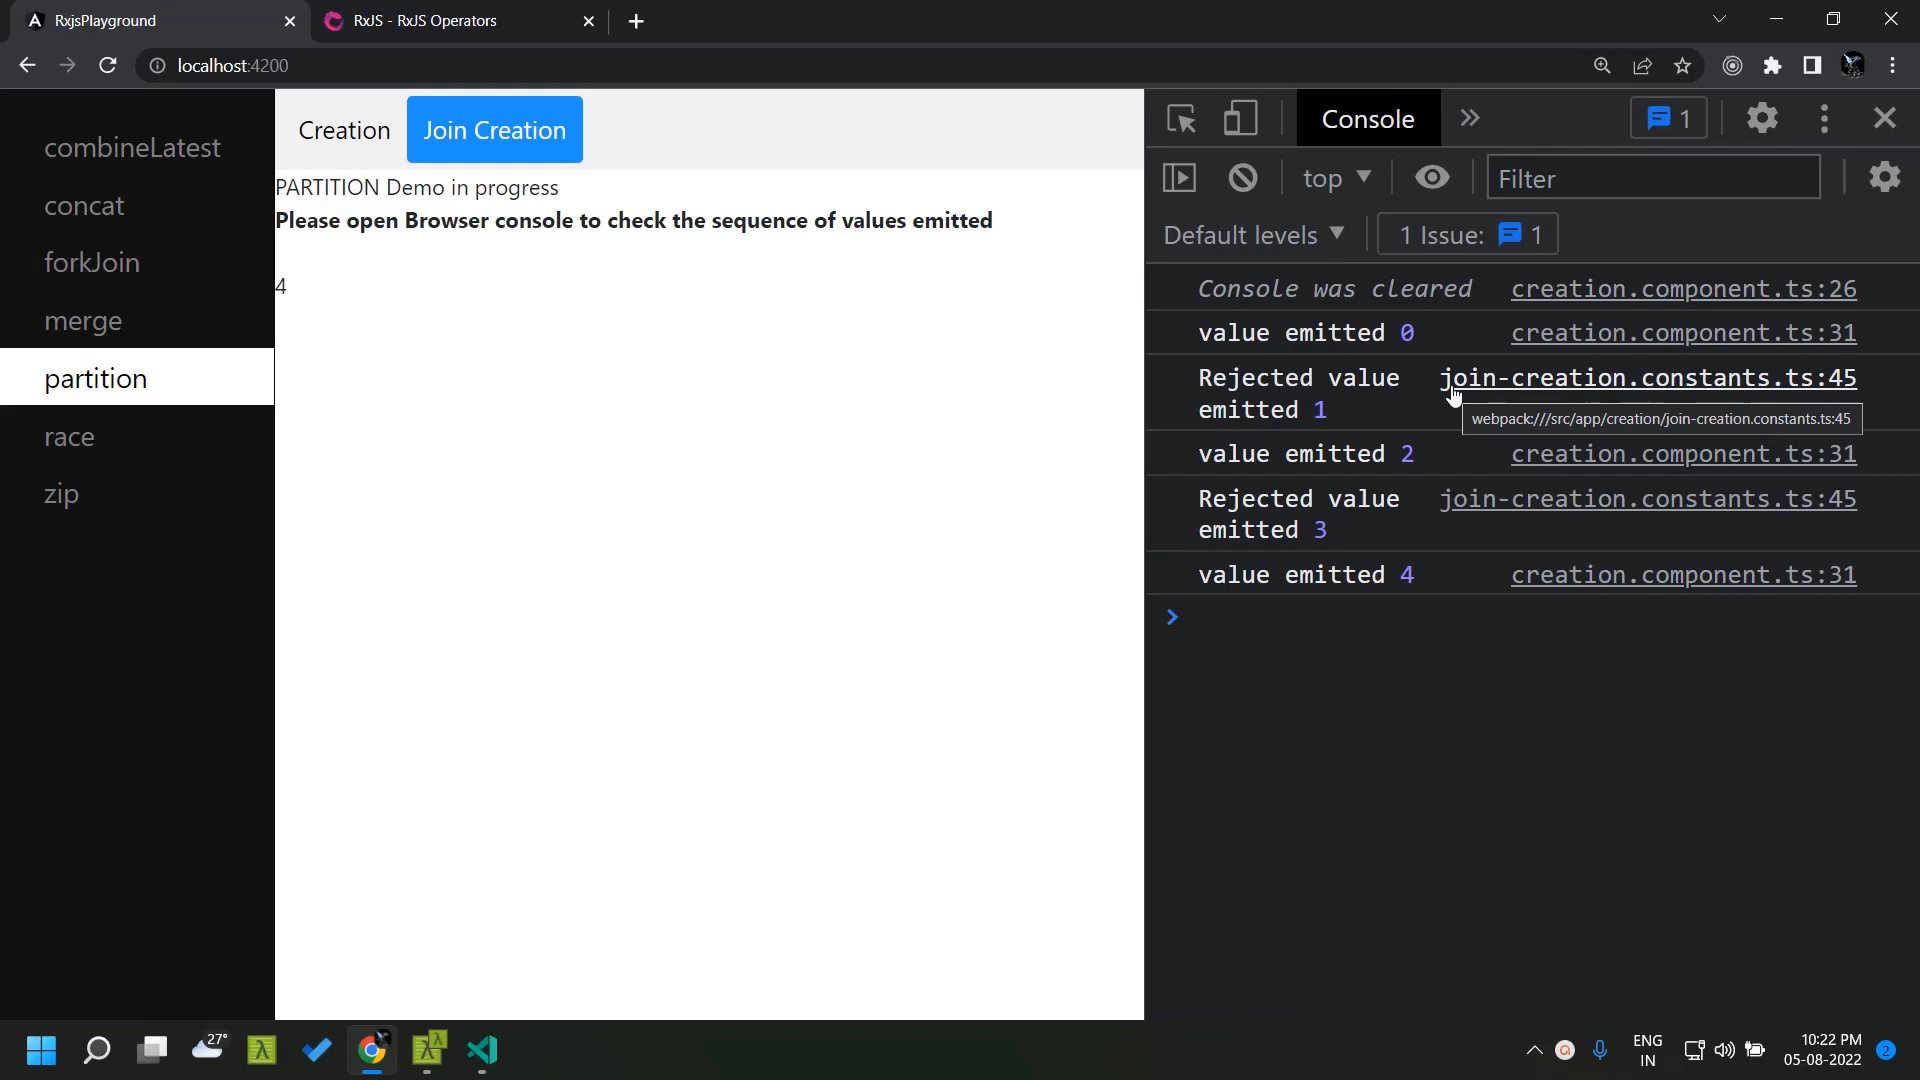 RxjsPlayground
RxJS - RxJS Operators
localhost:4200
combineLatest
concat
forkJoin
merge
partition
race
zip
Creation
Join Creation
PARTITION Demo in progress
Please open Browser console to check the sequence of values emitted
4
Console
1
top
Filter
Default levels
1 Issue: 1
Console was cleared creation.component.ts:26
value emitted 0 creation.component.ts:31
Rejected value join-creation.constants.ts:45
emitted 1
webpack:///src/app/creation/join-creation.constants.ts:45
value emitted 2 creation.component.ts:31
Rejected value join-creation.constants.ts:45
emitted 3
value emitted 4 creation.component.ts:31
27°
ENG
IN
10:22 PM
05-08-2022
2